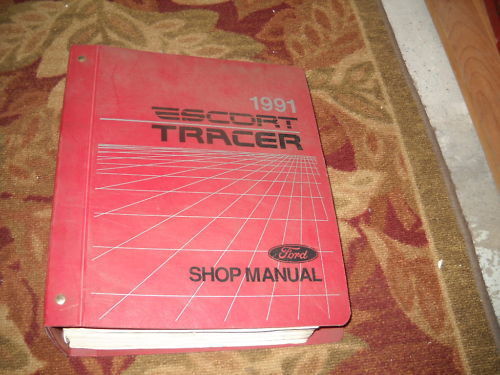 1991
ESCORT
TRACER
Ford
SHOP MANUAL